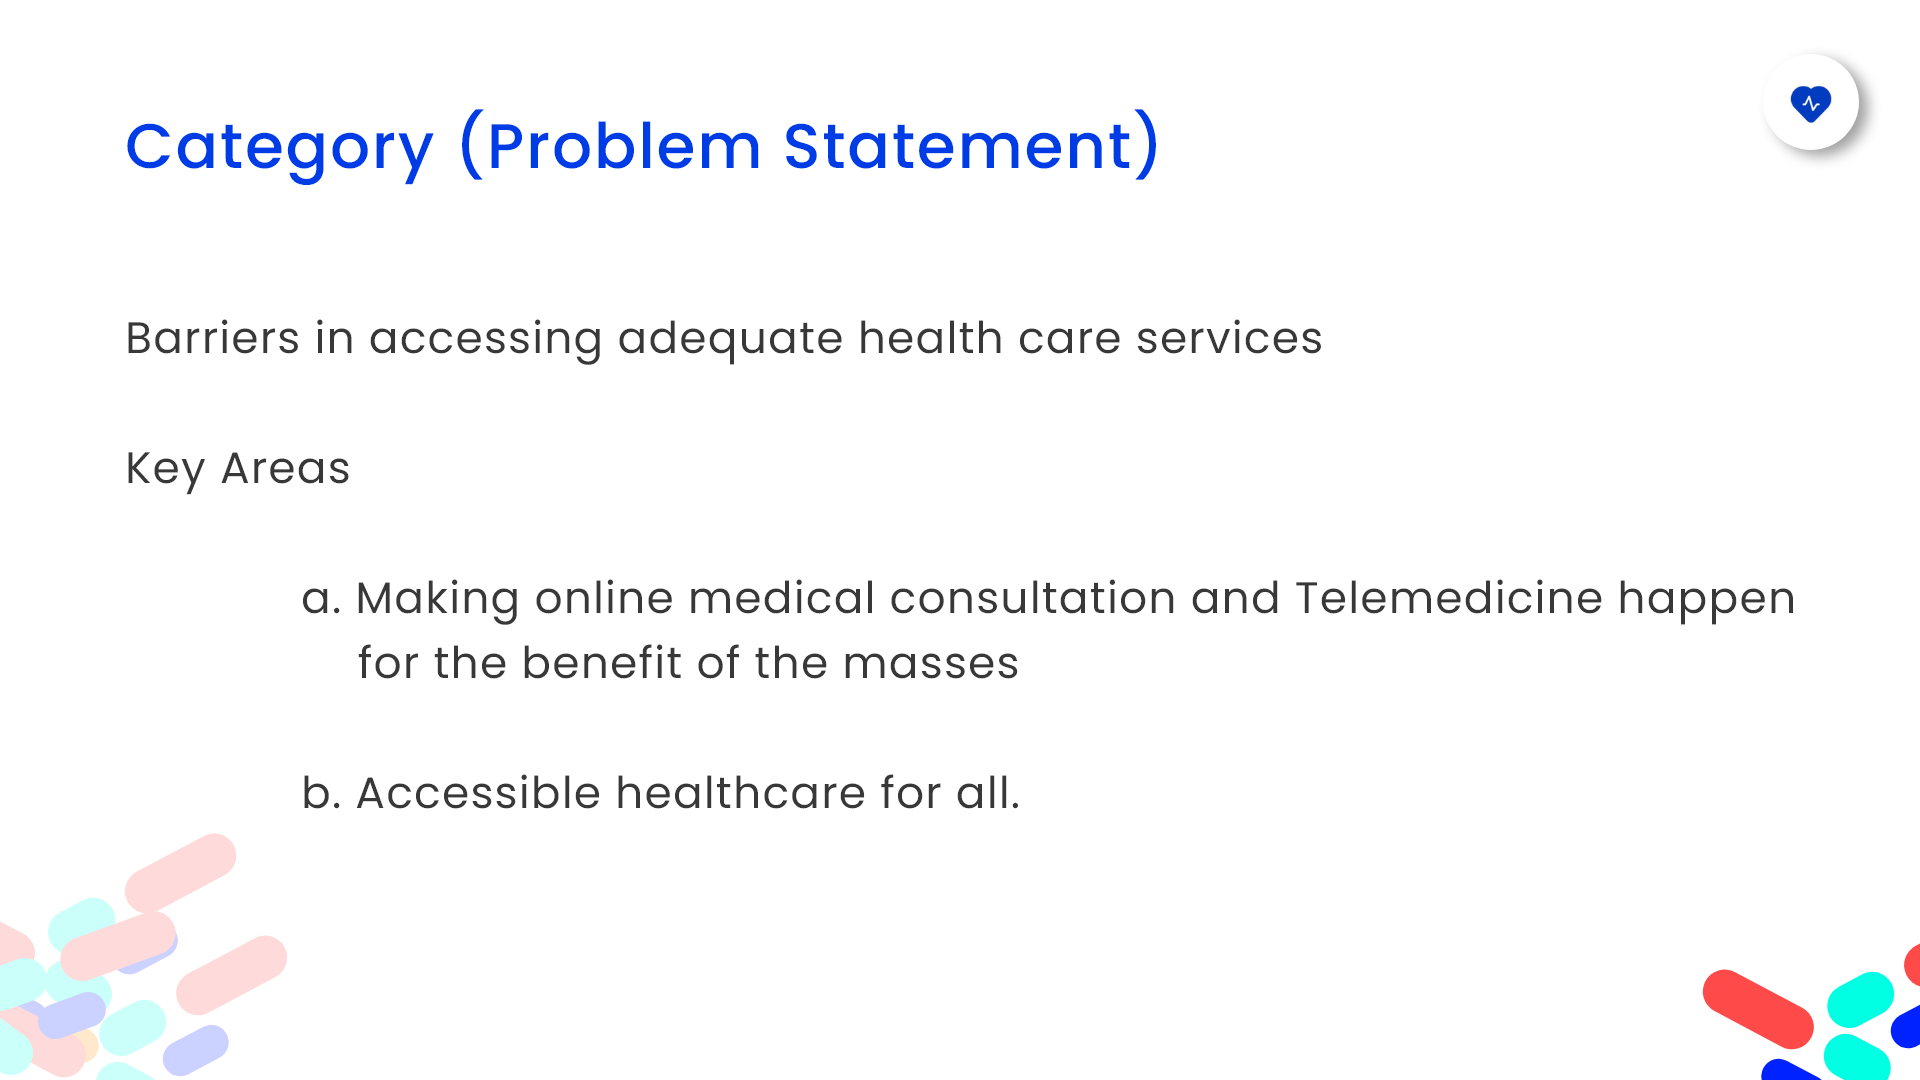 Category (Problem Statement)
Barriers in accessing adequate health care services
Key Areas
a. Making online medical consultation and Telemedicine happen
for the benefit of the masses
b. Accessible healthcare for all.